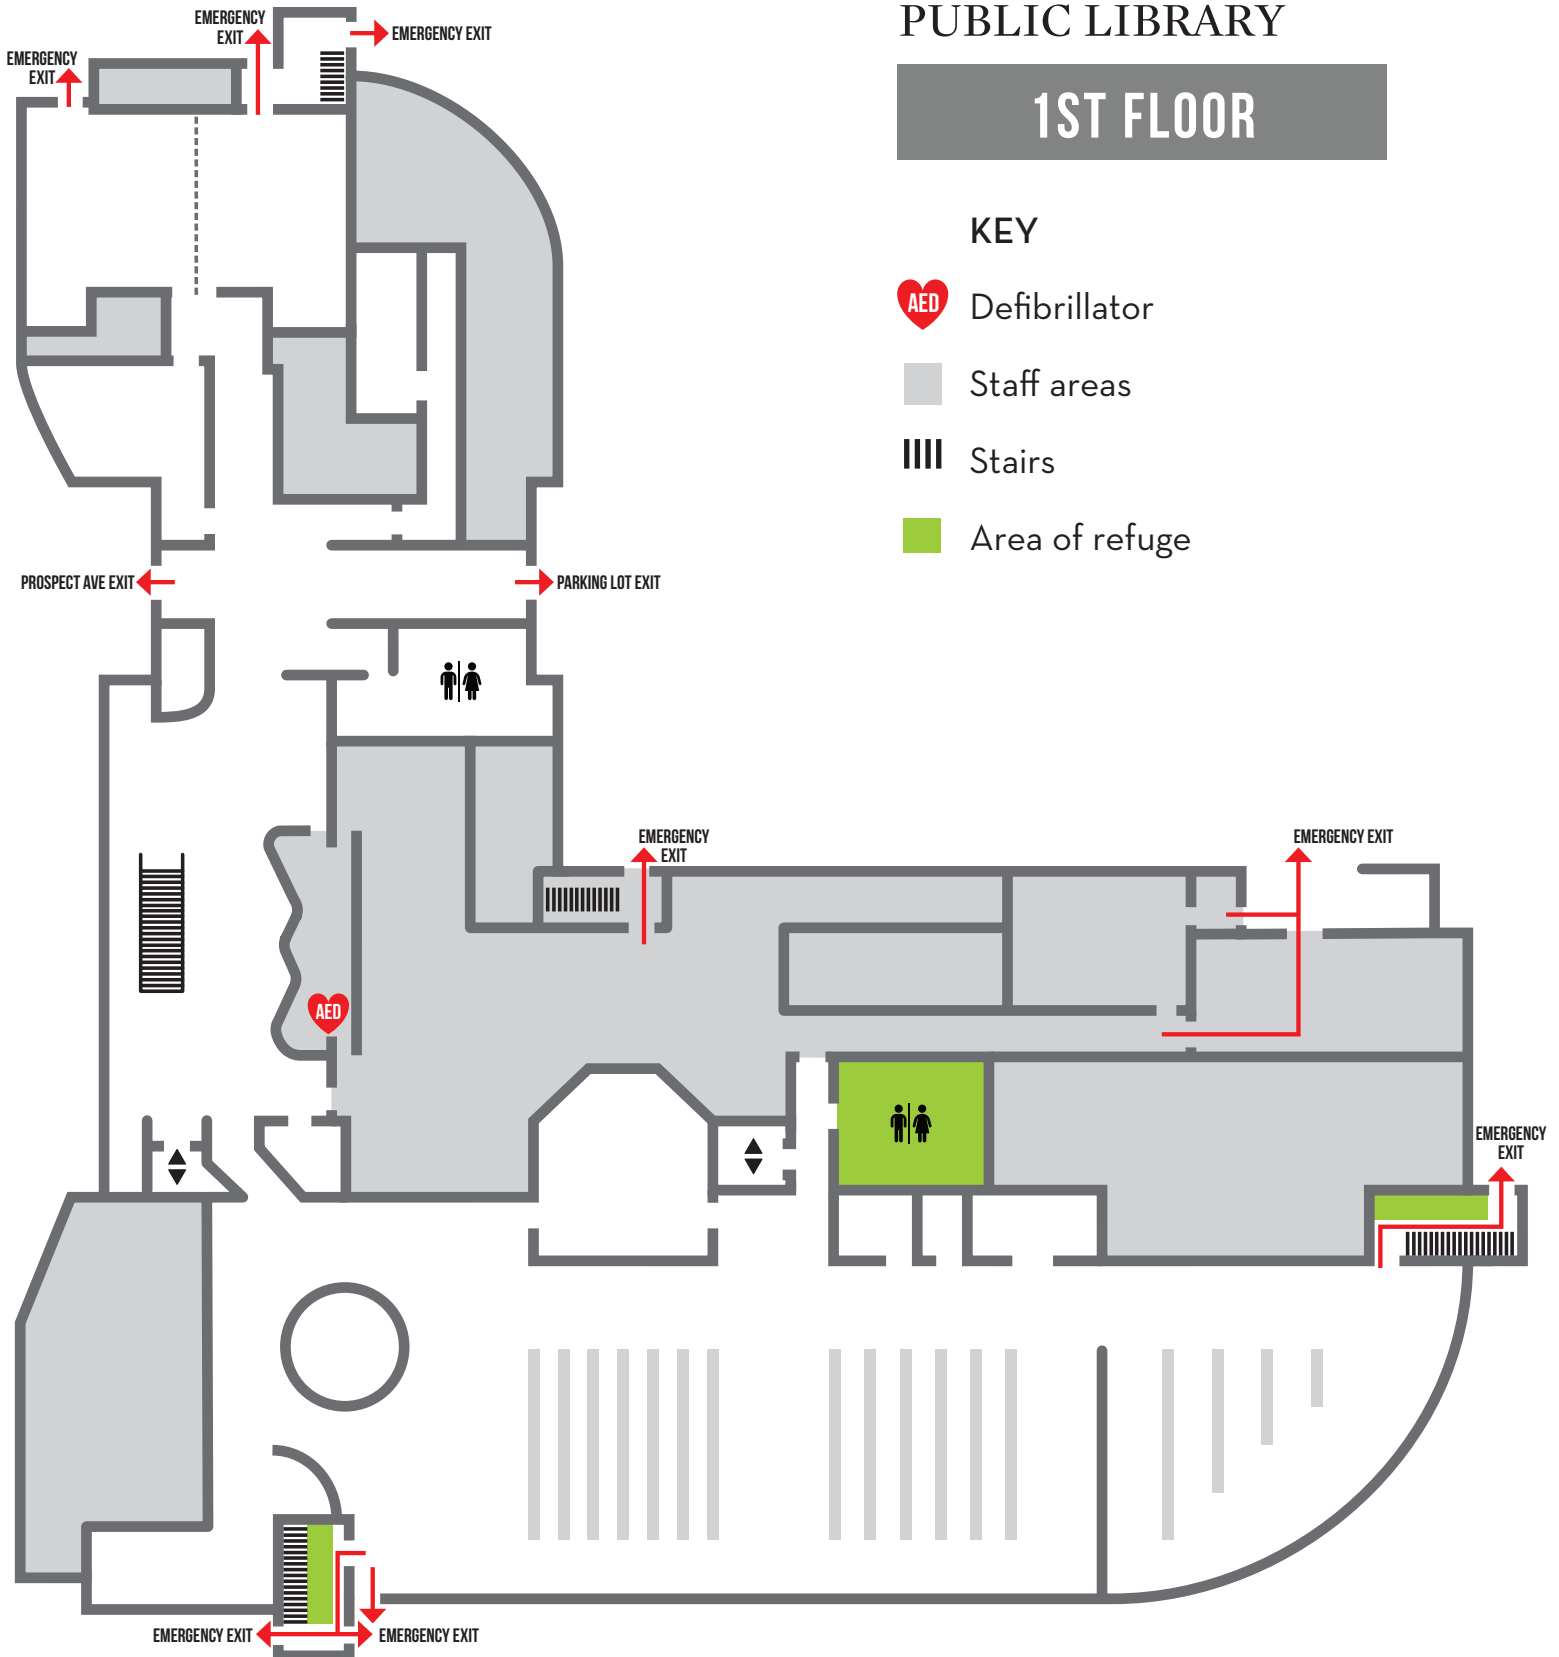 PUBLIC LIBRARY
1ST FLOOR
KEY
AED
Defibrillator
Staff areas
Stairs
Area of refuge
EMERGENCY
EXIT
EMERGENCY EXIT
EMERGENCY
EXIT
PROSPECT AVE EXIT
PARKING LOT EXIT
EMERGENCY
EXIT
EMERGENCY EXIT
AED
EMERGENCY
EXIT
EMERGENCY EXIT
EMERGENCY EXIT